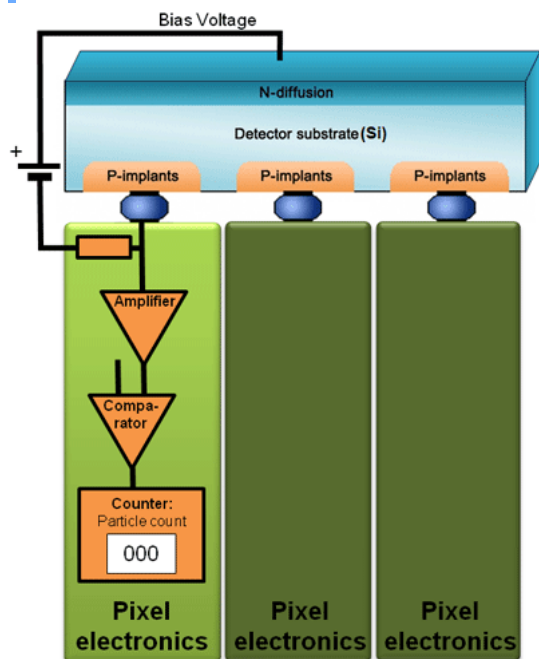 Bias Voltage
N-diffusion
Detector substrate(Si)
+
P-implants P-implants P-implants
Amplifier
Compa-
rator
Counter:
Particle count
000
Pixel Pixel Pixel
electronics electronics electronics